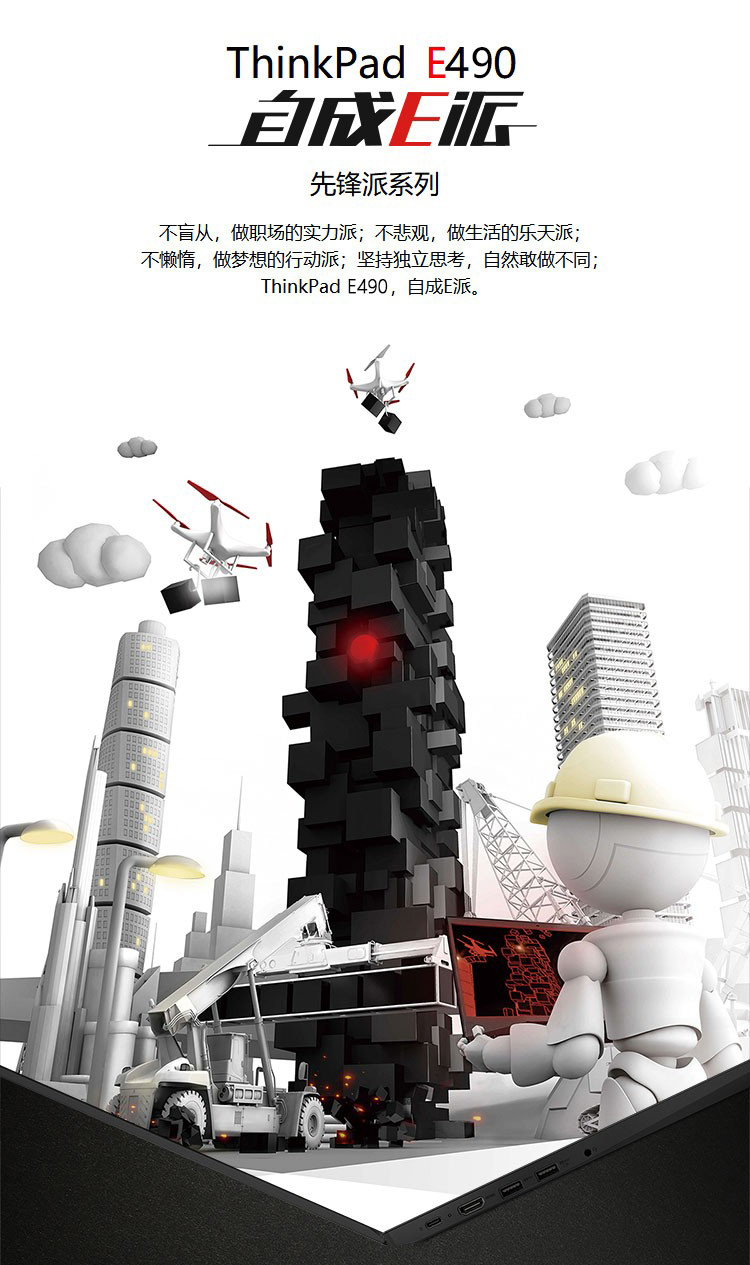 ThinkPad E490
自成E派
先锋派系列
不盲从，做职场的实力派；不悲观，做生活的乐天派；
不懒惰，做梦想的行动派；坚持独立思考，自然敢做不同；
ThinkPad E490，自成E派。